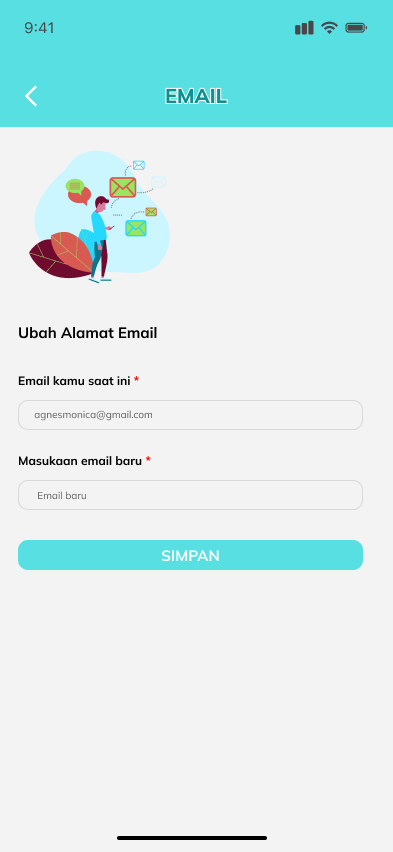 9:41
EMAIL
Ubah Alamat Email
Email kamu saat ini *
agnesmonica@gmail.com
Masukaan email baru *
Email baru
SIMPAN